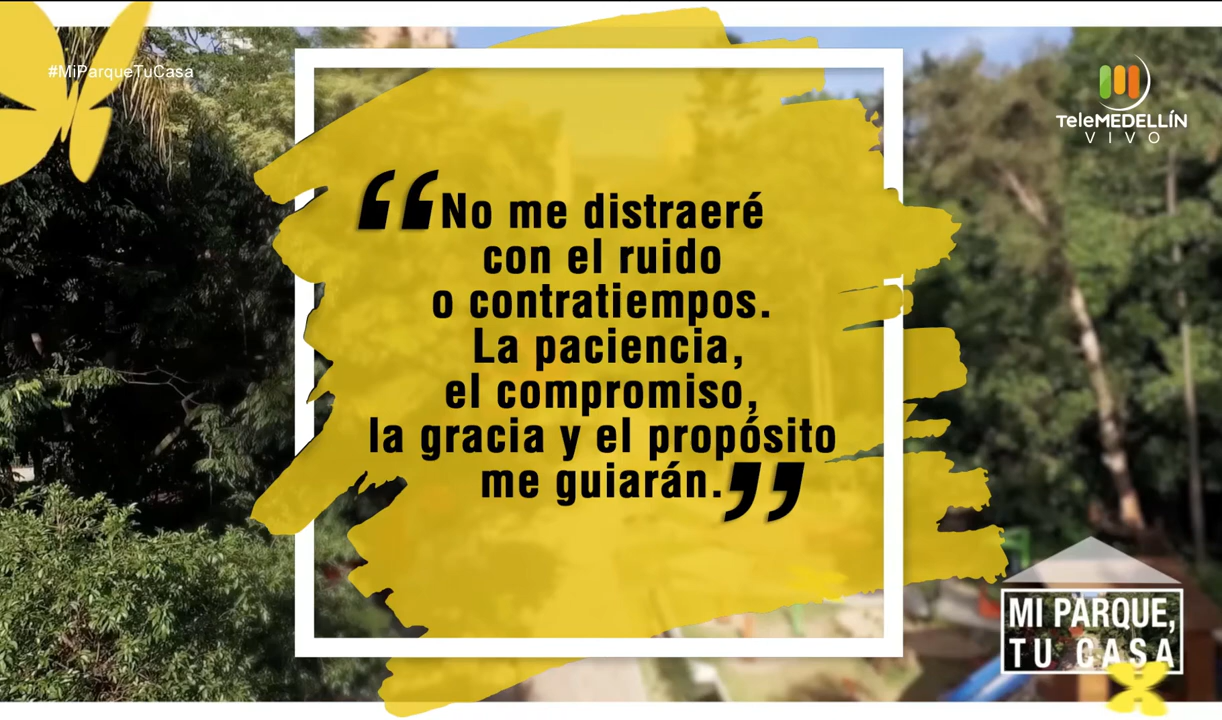 #MiParqueTuCasa
TeleMEDELLÍN
VIVO
“No me distraeré
con el ruido
o contratiempos.
La paciencia,
el compromiso,
la gracia y el propósito
me guiarán.”
MI PARQUE,
TU CASA